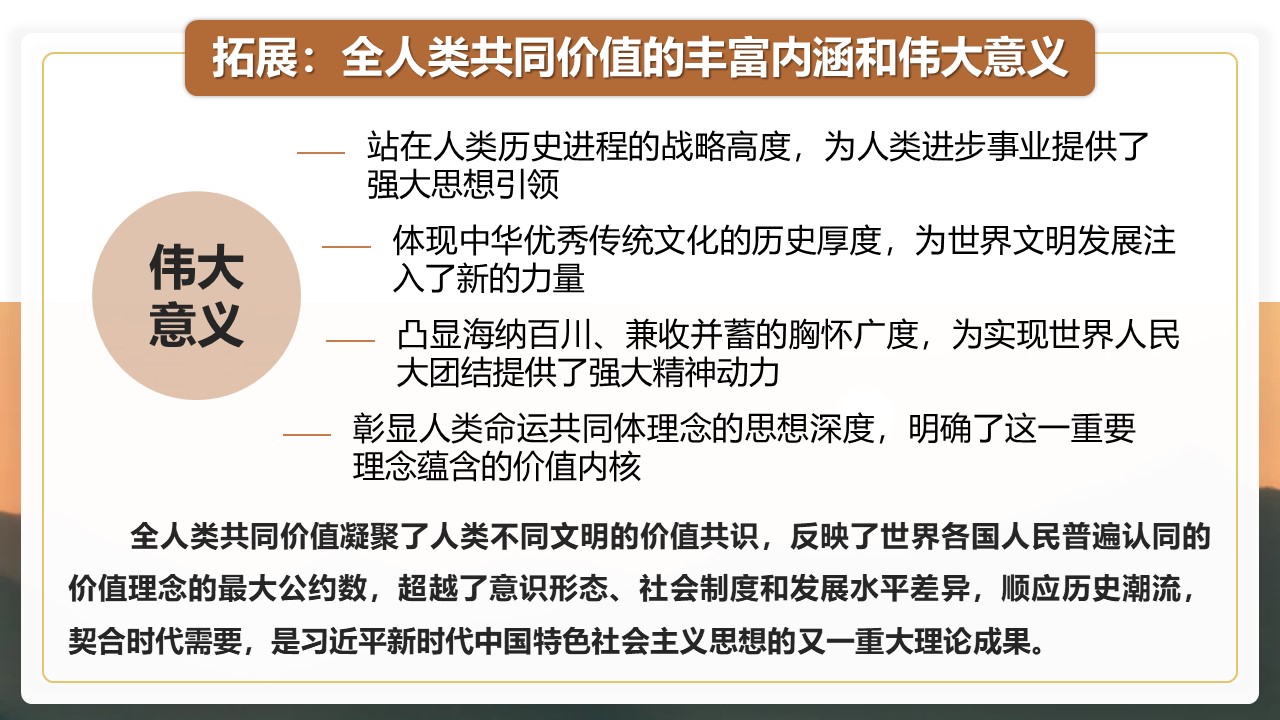 拓展：全人类共同价值的丰富内涵和伟大意义
伟大
意义
站在人类历史进程的战略高度，为人类进步事业提供了
强大思想引领
体现中华优秀传统文化的历史厚度，为世界文明发展注
入了新的力量
凸显海纳百川、兼收并蓄的胸怀广度，为实现世界人民
大团结提供了强大精神动力
彰显人类命运共同体理念的思想深度，明确了这一重要
理念蕴含的价值内核
全人类共同价值凝聚了人类不同文明的价值共识，反映了世界各国人民普遍认同的
价值理念的最大公约数，超越了意识形态、社会制度和发展水平差异，顺应历史潮流，
契合时代需要，是习近平新时代中国特色社会主义思想的又一重大理论成果。